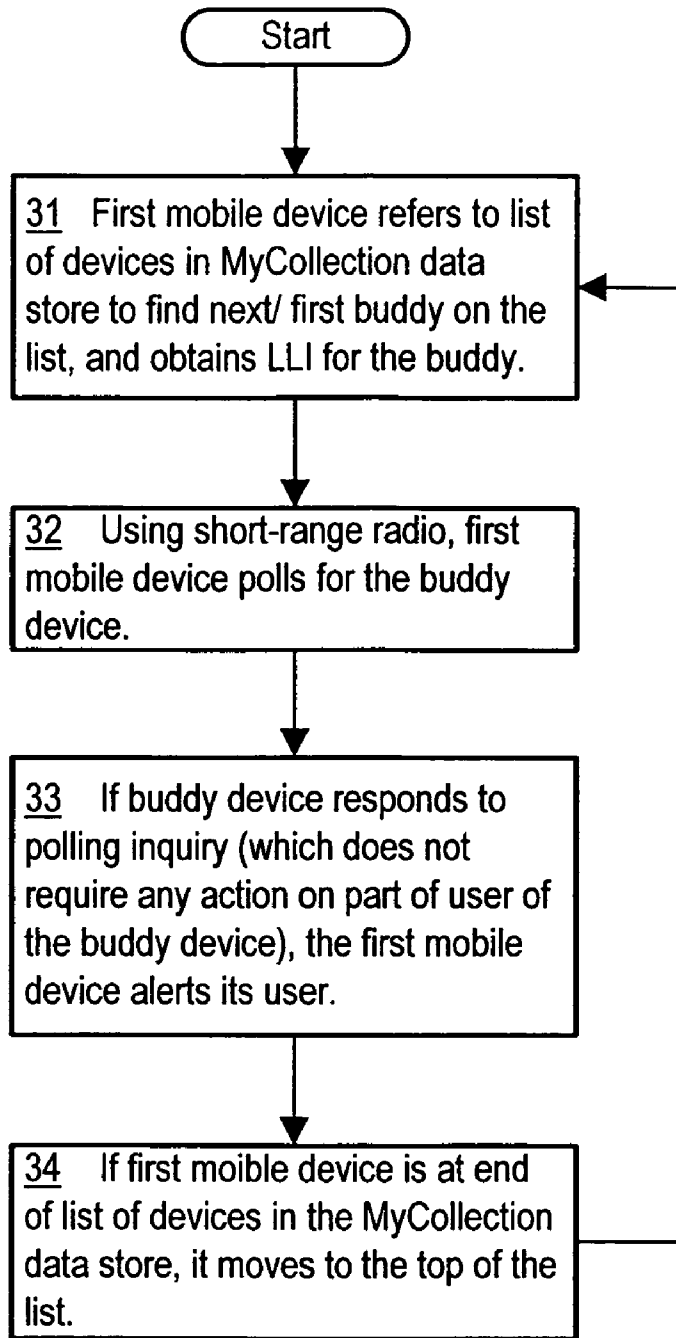 Start
31 First mobile device refers to list
of devices in MyCollection data
store to find next/ first buddy on the
list, and obtains LLI for the buddy.
32 Using short-range radio, first
mobile device polls for the buddy
device.
33 If buddy device responds to
polling inquiry (which does not
require any action on part of user of
the buddy device), the first mobile
device alerts its user.
34 If first moible device is at end
of list of devices in the MyCollection
data store, it moves to the top of the
list.